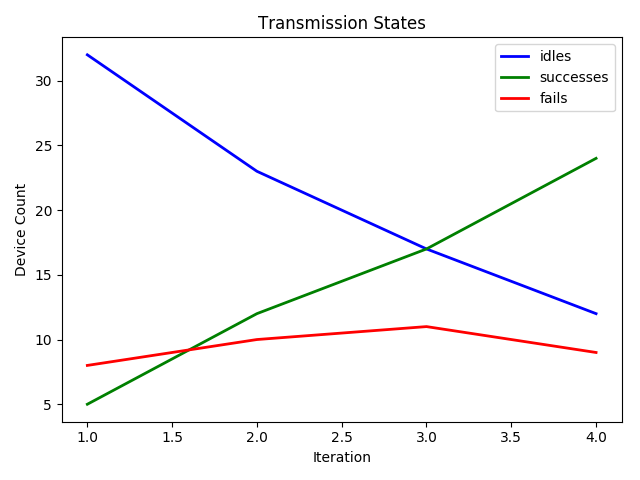 Transmission States
idles
successes
fails
30
25
20
15
10
5
Device Count
1.0 1.5 2.0 2.5 3.0 3.5 4.0
Iteration